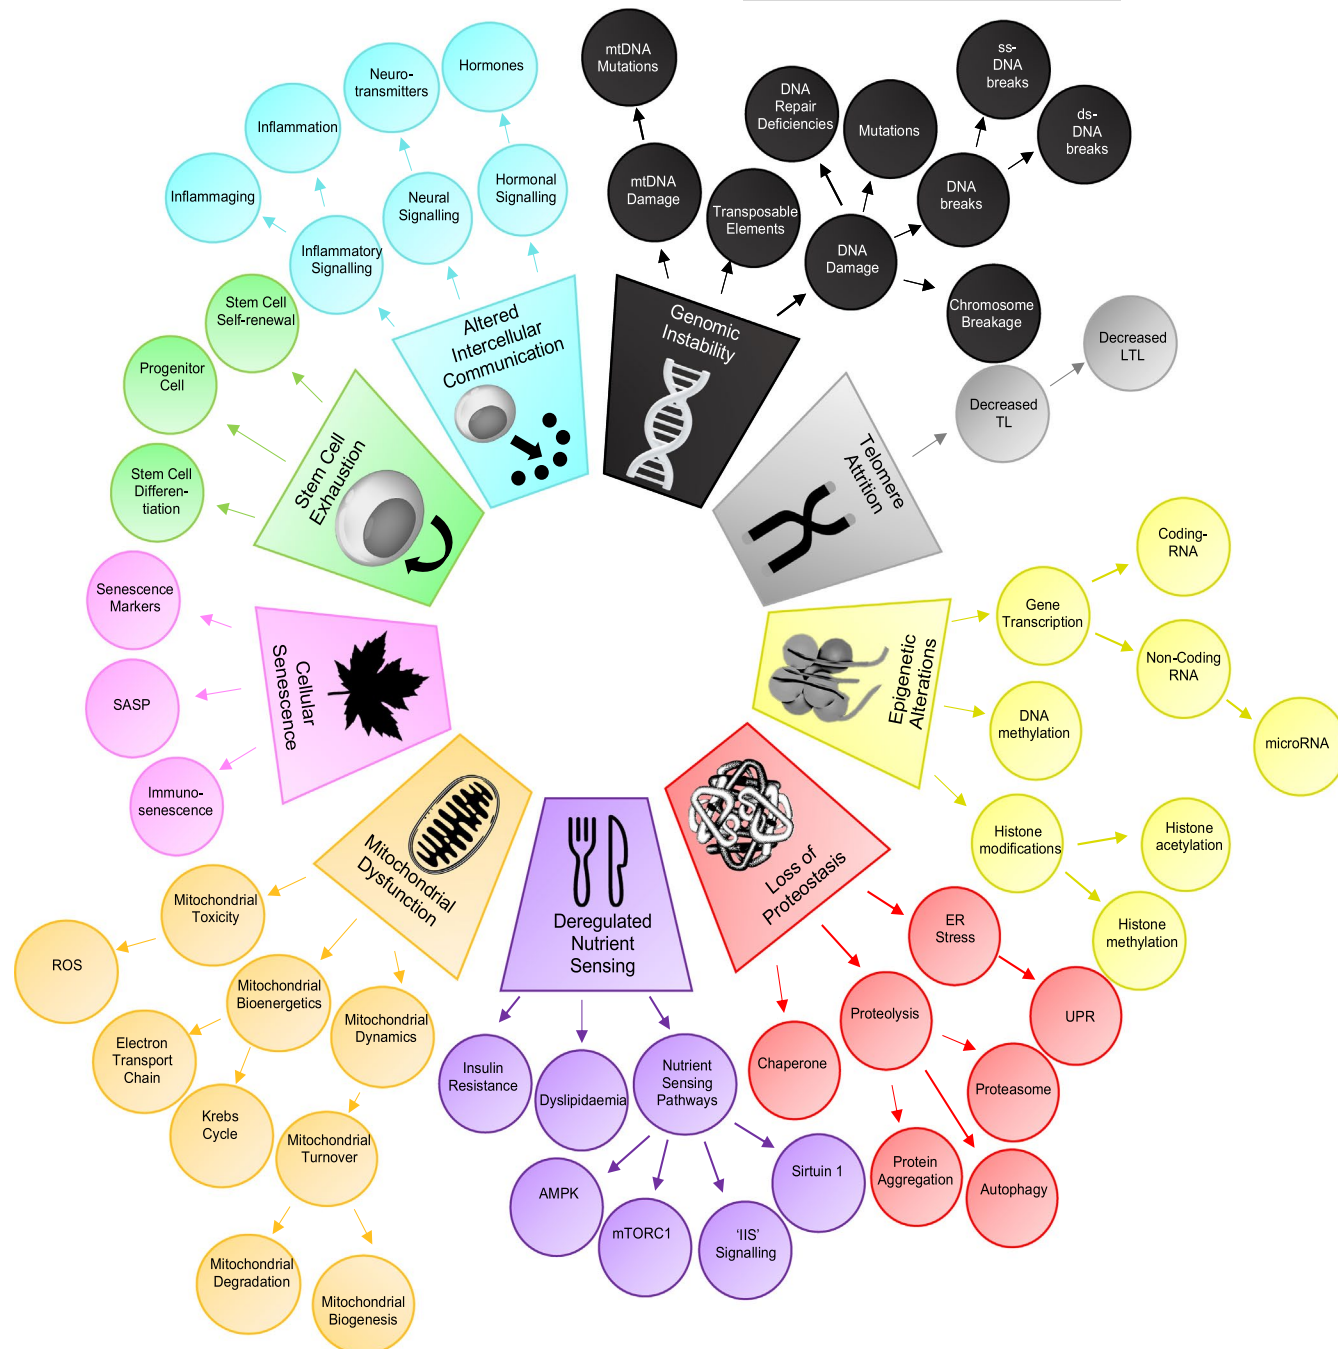 mtDNA
Mutations
ss-
DNA
breaks
Hormones
Neuro-
transmitters
DNA
Repair
Deficiencies
Mutations
ds-
DNA
breaks
Inflammation
Inflammaging
Neural
Signalling
Hormonal
Signalling
mtDNA
Damage
Transposable
Elements
DNA
breaks
Inflammatory
Signalling
DNA
Damage
Stem Cell
Self-renewal
Altered
Intercellular
Communication
Genomic
Instability
Chromosome
Breakage
Decreased
LTL
Progenitor
Cell
Decreased
TL
Stem Cell
Differen-
tiation
Stem Cell
Exhaustion
Telomere
Attrition
Coding-
RNA
Senescence
Markers
Gene
Transcription
Non-Coding
RNA
SASP
Cellular
Senescence
Epigenetic
Alterations
DNA
methylation
microRNA
Immuno-
senescence
Histone
modifications
Histone
acetylation
Mitochondrial
Dysfunction
Deregulated
Nutrient
Sensing
Loss of
Proteostasis
Mitochondrial
Toxicity
ER
Stress
Histone
methylation
ROS
Mitochondrial
Bioenergetics
Mitochondrial
Dynamics
Proteolysis
UPR
Electron
Transport
Chain
Insulin
Resistance
Dyslipidaemia
Nutrient
Sensing
Pathways
Chaperone
Proteasome
Krebs
Cycle
Mitochondrial
Turnover
AMPK
mTORC1
‘IIS’
Signalling
Sirtuin 1
Protein
Aggregation
Autophagy
Mitochondrial
Degradation
Mitochondrial
Biogenesis